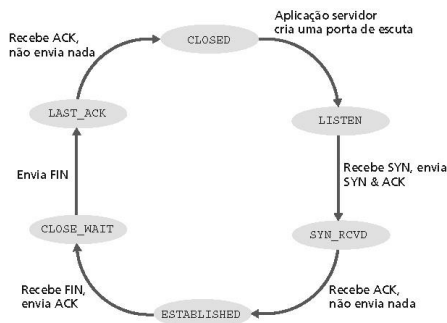 Aplicação servidor
cria uma porta de escuta
Recebe ACK,
não envia nada
CLOSED
LAST_ACK
LISTEN
Envia FIN
Recebe SYN, envia
SYN & ACK
CLOSE_WAIT
SYN_RCVD
Recebe FIN,
envia ACK
Recebe ACK,
não envia nada
ESTABLISHED